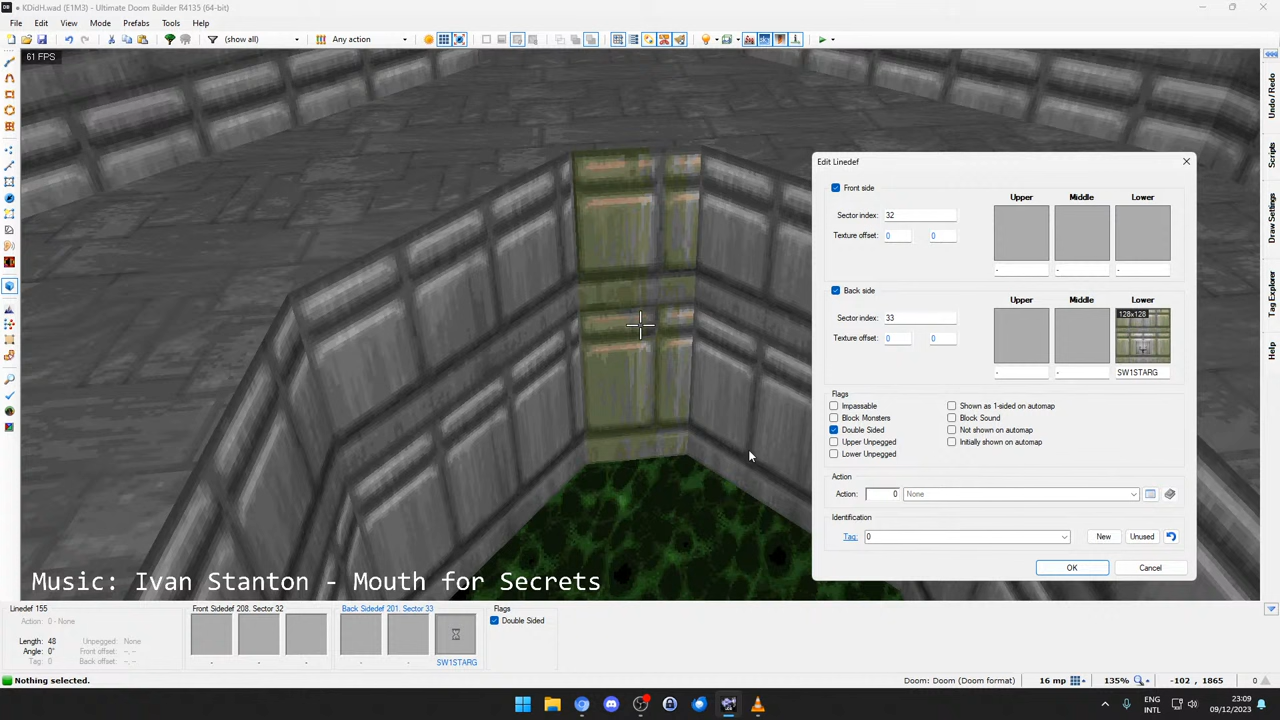 KDidH.wad (E1M3) - Ultimate Doom Builder R4135 (64-bit)
File Edit View Mode Prefabs Tools Help
(show all) Any action
61 FPS
Undo/Redo
Scripts
Draw Settings
Tag Explorer
Help
Edit Linedef
Front side
Upper Middle Lower
Sector index: 32
Texture offset: 0 0
- - -
Back side
Upper Middle Lower
Sector index: 33
128x128
Texture offset: 0 0
- - SW1STARG
Flags
Impassable Shown as 1-sided on automap
Block Monsters Block Sound
Double Sided Not shown on automap
Upper Unpegged Initially shown on automap
Lower Unpegged
Action
Action: 0 None
Identification
Tag: 0 New Unused
OK Cancel
Music: Ivan Stanton - Mouth for Secrets
Linedef 155 Front Sidedef 208. Sector 32 Back Sidedef 201. Sector 33 Flags
Action: 0 - None Double Sided
Length: 48 Unpegged: None
Angle: 0° Front offset: --, --
Tag: 0 Back offset: --, --
- - - - - SW1STARG
Nothing selected. Doom: Doom (Doom format) 16 mp 135% -102 , 1865 0
ENG
INTL
23:09
09/12/2023